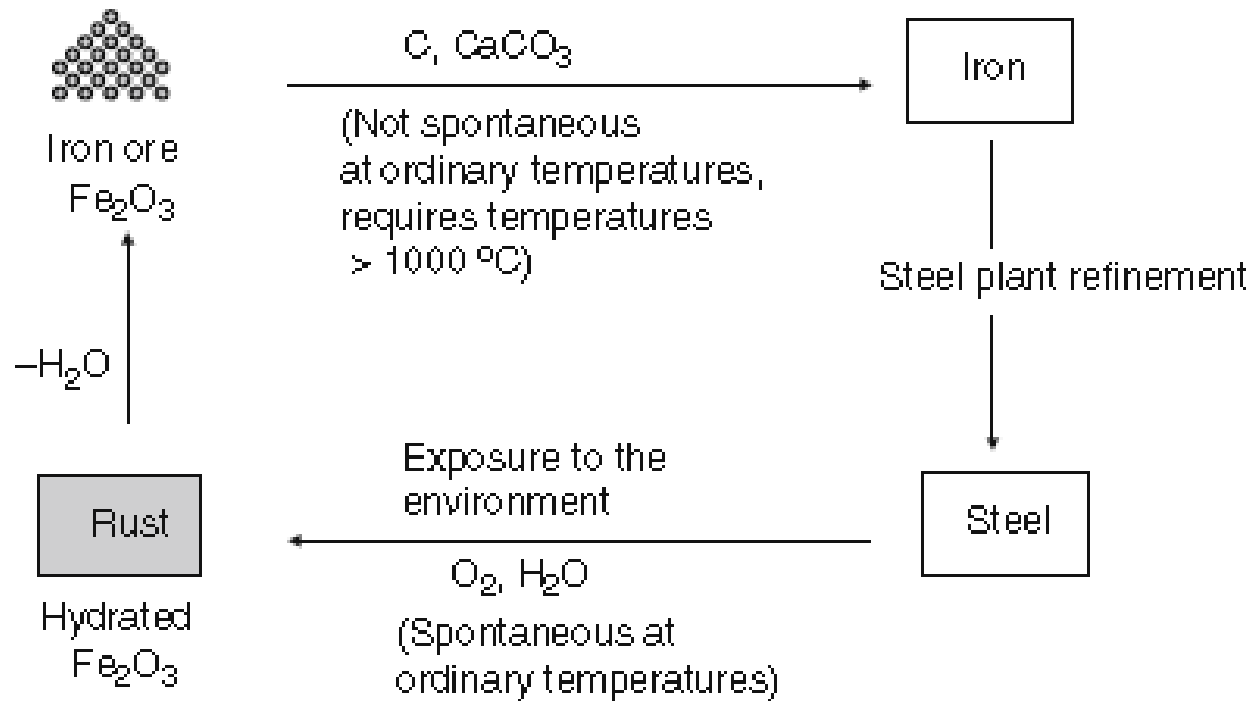 C, CaCO₃
Iron
Iron ore
Fe₂O₃
(Not spontaneous
at ordinary temperatures,
requires temperatures
> 1000 ºC)
Steel plant refinement
–H₂O
Exposure to the
environment
Rust
Steel
O₂, H₂O
Hydrated
Fe₂O₃
(Spontaneous at
ordinary temperatures)